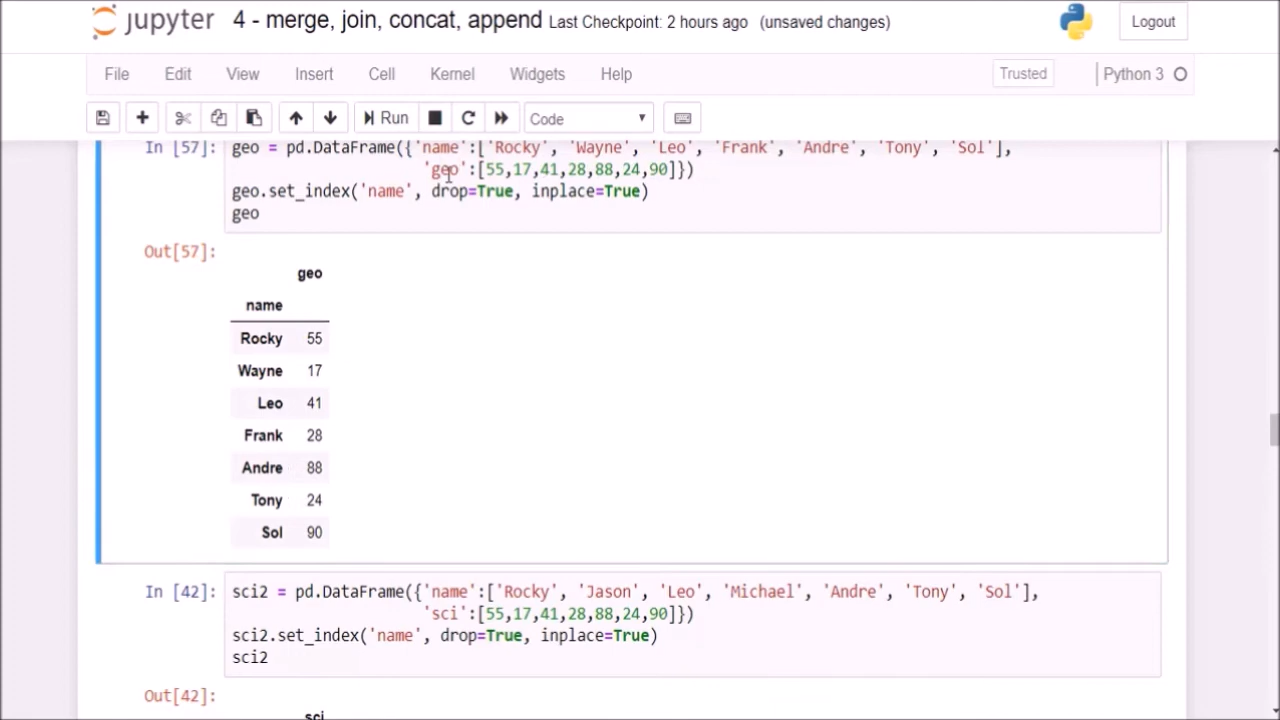 jupyter 4 - merge, join, concat, append Last Checkpoint: 2 hours ago (unsaved changes) Logout
File Edit View Insert Cell Kernel Widgets Help Trusted Python 3
Run Code
In [57]: geo = pd.DataFrame({'name':['Rocky', 'Wayne', 'Leo', 'Frank', 'Andre', 'Tony', 'Sol'],
'geo':[55,17,41,28,88,24,90]})
geo.set_index('name', drop=True, inplace=True)
geo
Out[57]:
geo
name
Rocky 55
Wayne 17
Leo 41
Frank 28
Andre 88
Tony 24
Sol 90
In [42]: sci2 = pd.DataFrame({'name':['Rocky', 'Jason', 'Leo', 'Michael', 'Andre', 'Tony', 'Sol'],
'sci':[55,17,41,28,88,24,90]})
sci2.set_index('name', drop=True, inplace=True)
sci2
Out[42]:
sci